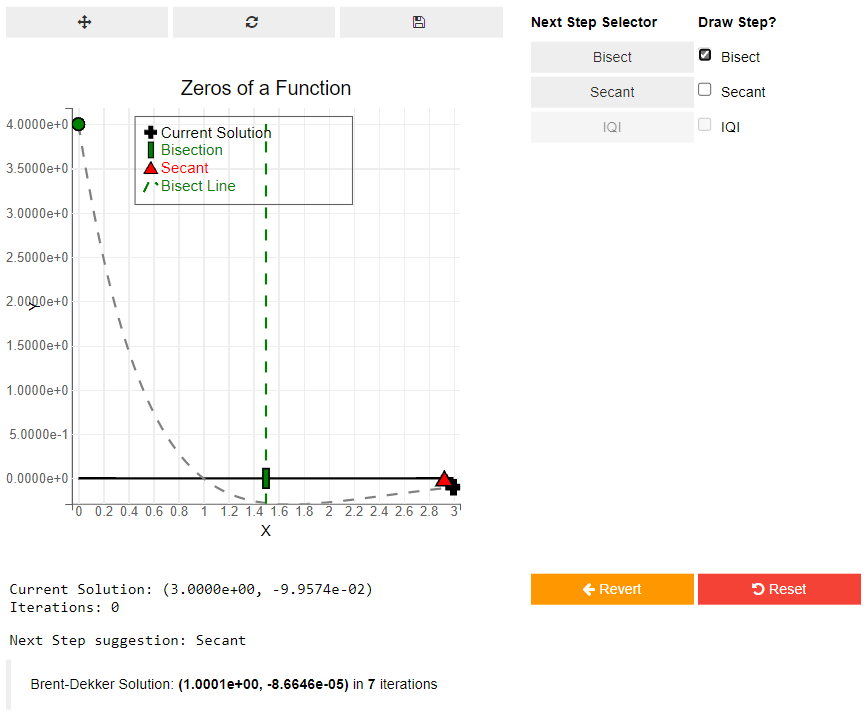 Next Step Selector Draw Step?
Bisect Bisect
Secant Secant
IQI IQI
Zeros of a Function
Current Solution
Bisection
Secant
Bisect Line
4.0000e+0
3.5000e+0
3.0000e+0
2.5000e+0
2.0000e+0
1.5000e+0
1.0000e+0
5.0000e-1
0.0000e+0
Y
0 0.2 0.4 0.6 0.8 1 1.2 1.4 1.6 1.8 2 2.2 2.4 2.6 2.8 3
X
Current Solution: (3.0000e+00, -9.9574e-02)
Iterations: 0
Revert Reset
Next Step suggestion: Secant
Brent-Dekker Solution: (1.0001e+00, -8.6646e-05) in 7 iterations